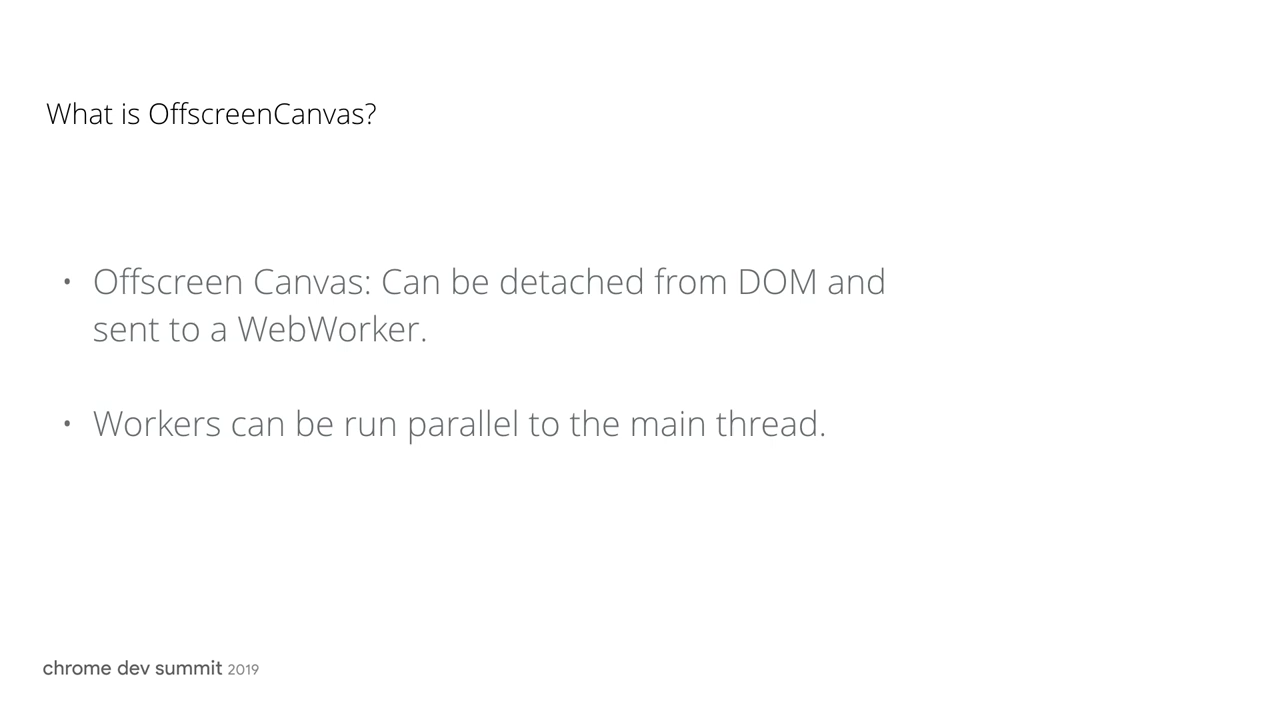 What is OffscreenCanvas?
• Offscreen Canvas: Can be detached from DOM and
sent to a WebWorker.
• Workers can be run parallel to the main thread.
chrome dev summit 2019